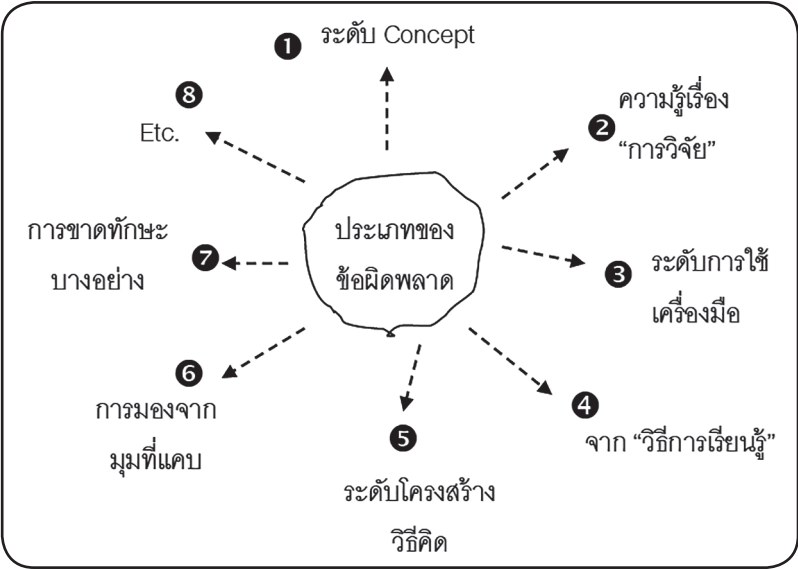 ประเภทของ
ข้อผิดพลาด
❶ ระดับ Concept
❷ ความรู้เรื่อง
“การวิจัย”
❸ ระดับการใช้
เครื่องมือ
❹
จาก “วิธีการเรียนรู้”
❺
ระดับโครงสร้าง
วิธีคิด
❻
การมองจาก
มุมที่แคบ
❼ การขาดทักษะ
บางอย่าง
❽
Etc.